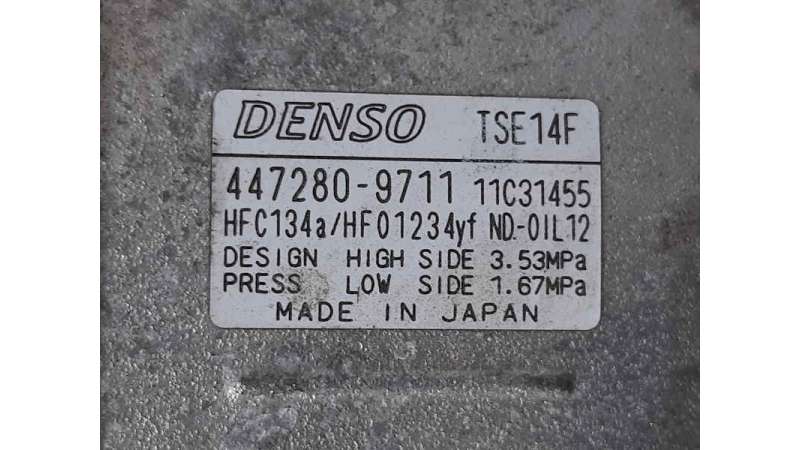 DENSO TSE14F
447280-9711 11C31455
HFC134a/HFO1234yf ND-OIL12
DESIGN HIGH SIDE 3.53MPa
PRESS LOW SIDE 1.67MPa
MADE IN JAPAN